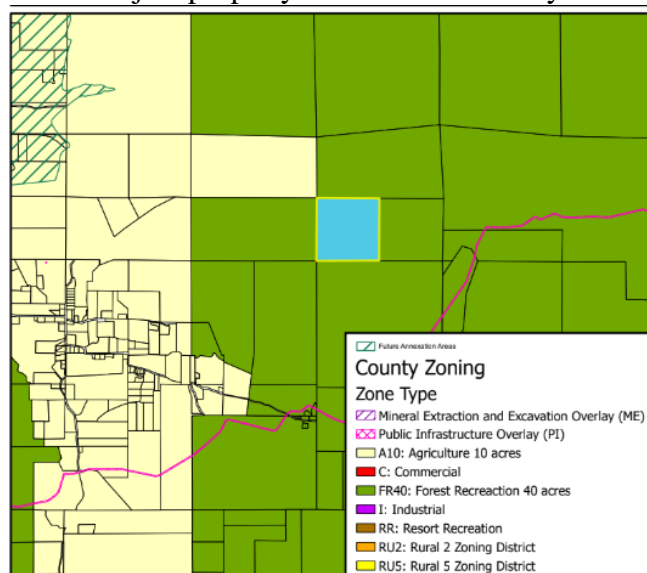 Future Annexation Areas
County Zoning
Zone Type
Mineral Extraction and Excavation Overlay (ME)
Public Infrastructure Overlay (PI)
A10: Agriculture 10 acres
C: Commercial
FR40: Forest Recreaction 40 acres
I: Industrial
RR: Resort Recreation
RU2: Rural 2 Zoning District
RU5: Rural 5 Zoning District